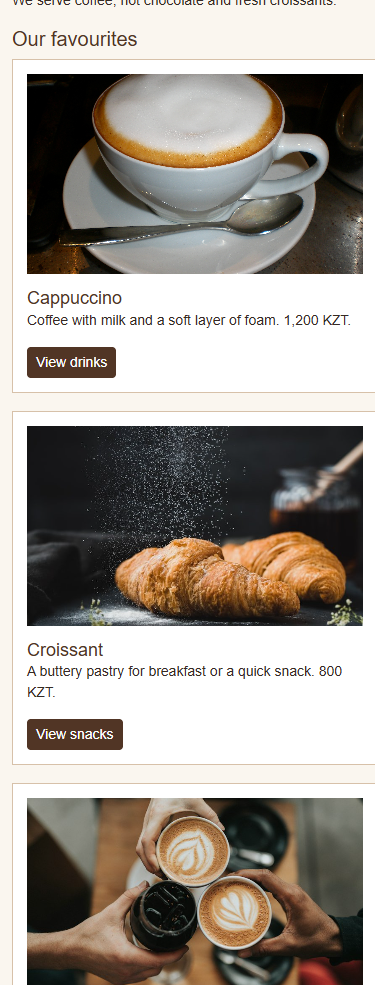 We serve coffee, hot chocolate and fresh croissants.
Our favourites
Cappuccino
Coffee with milk and a soft layer of foam. 1,200 KZT.
View drinks
Croissant
A buttery pastry for breakfast or a quick snack. 800
KZT.
View snacks